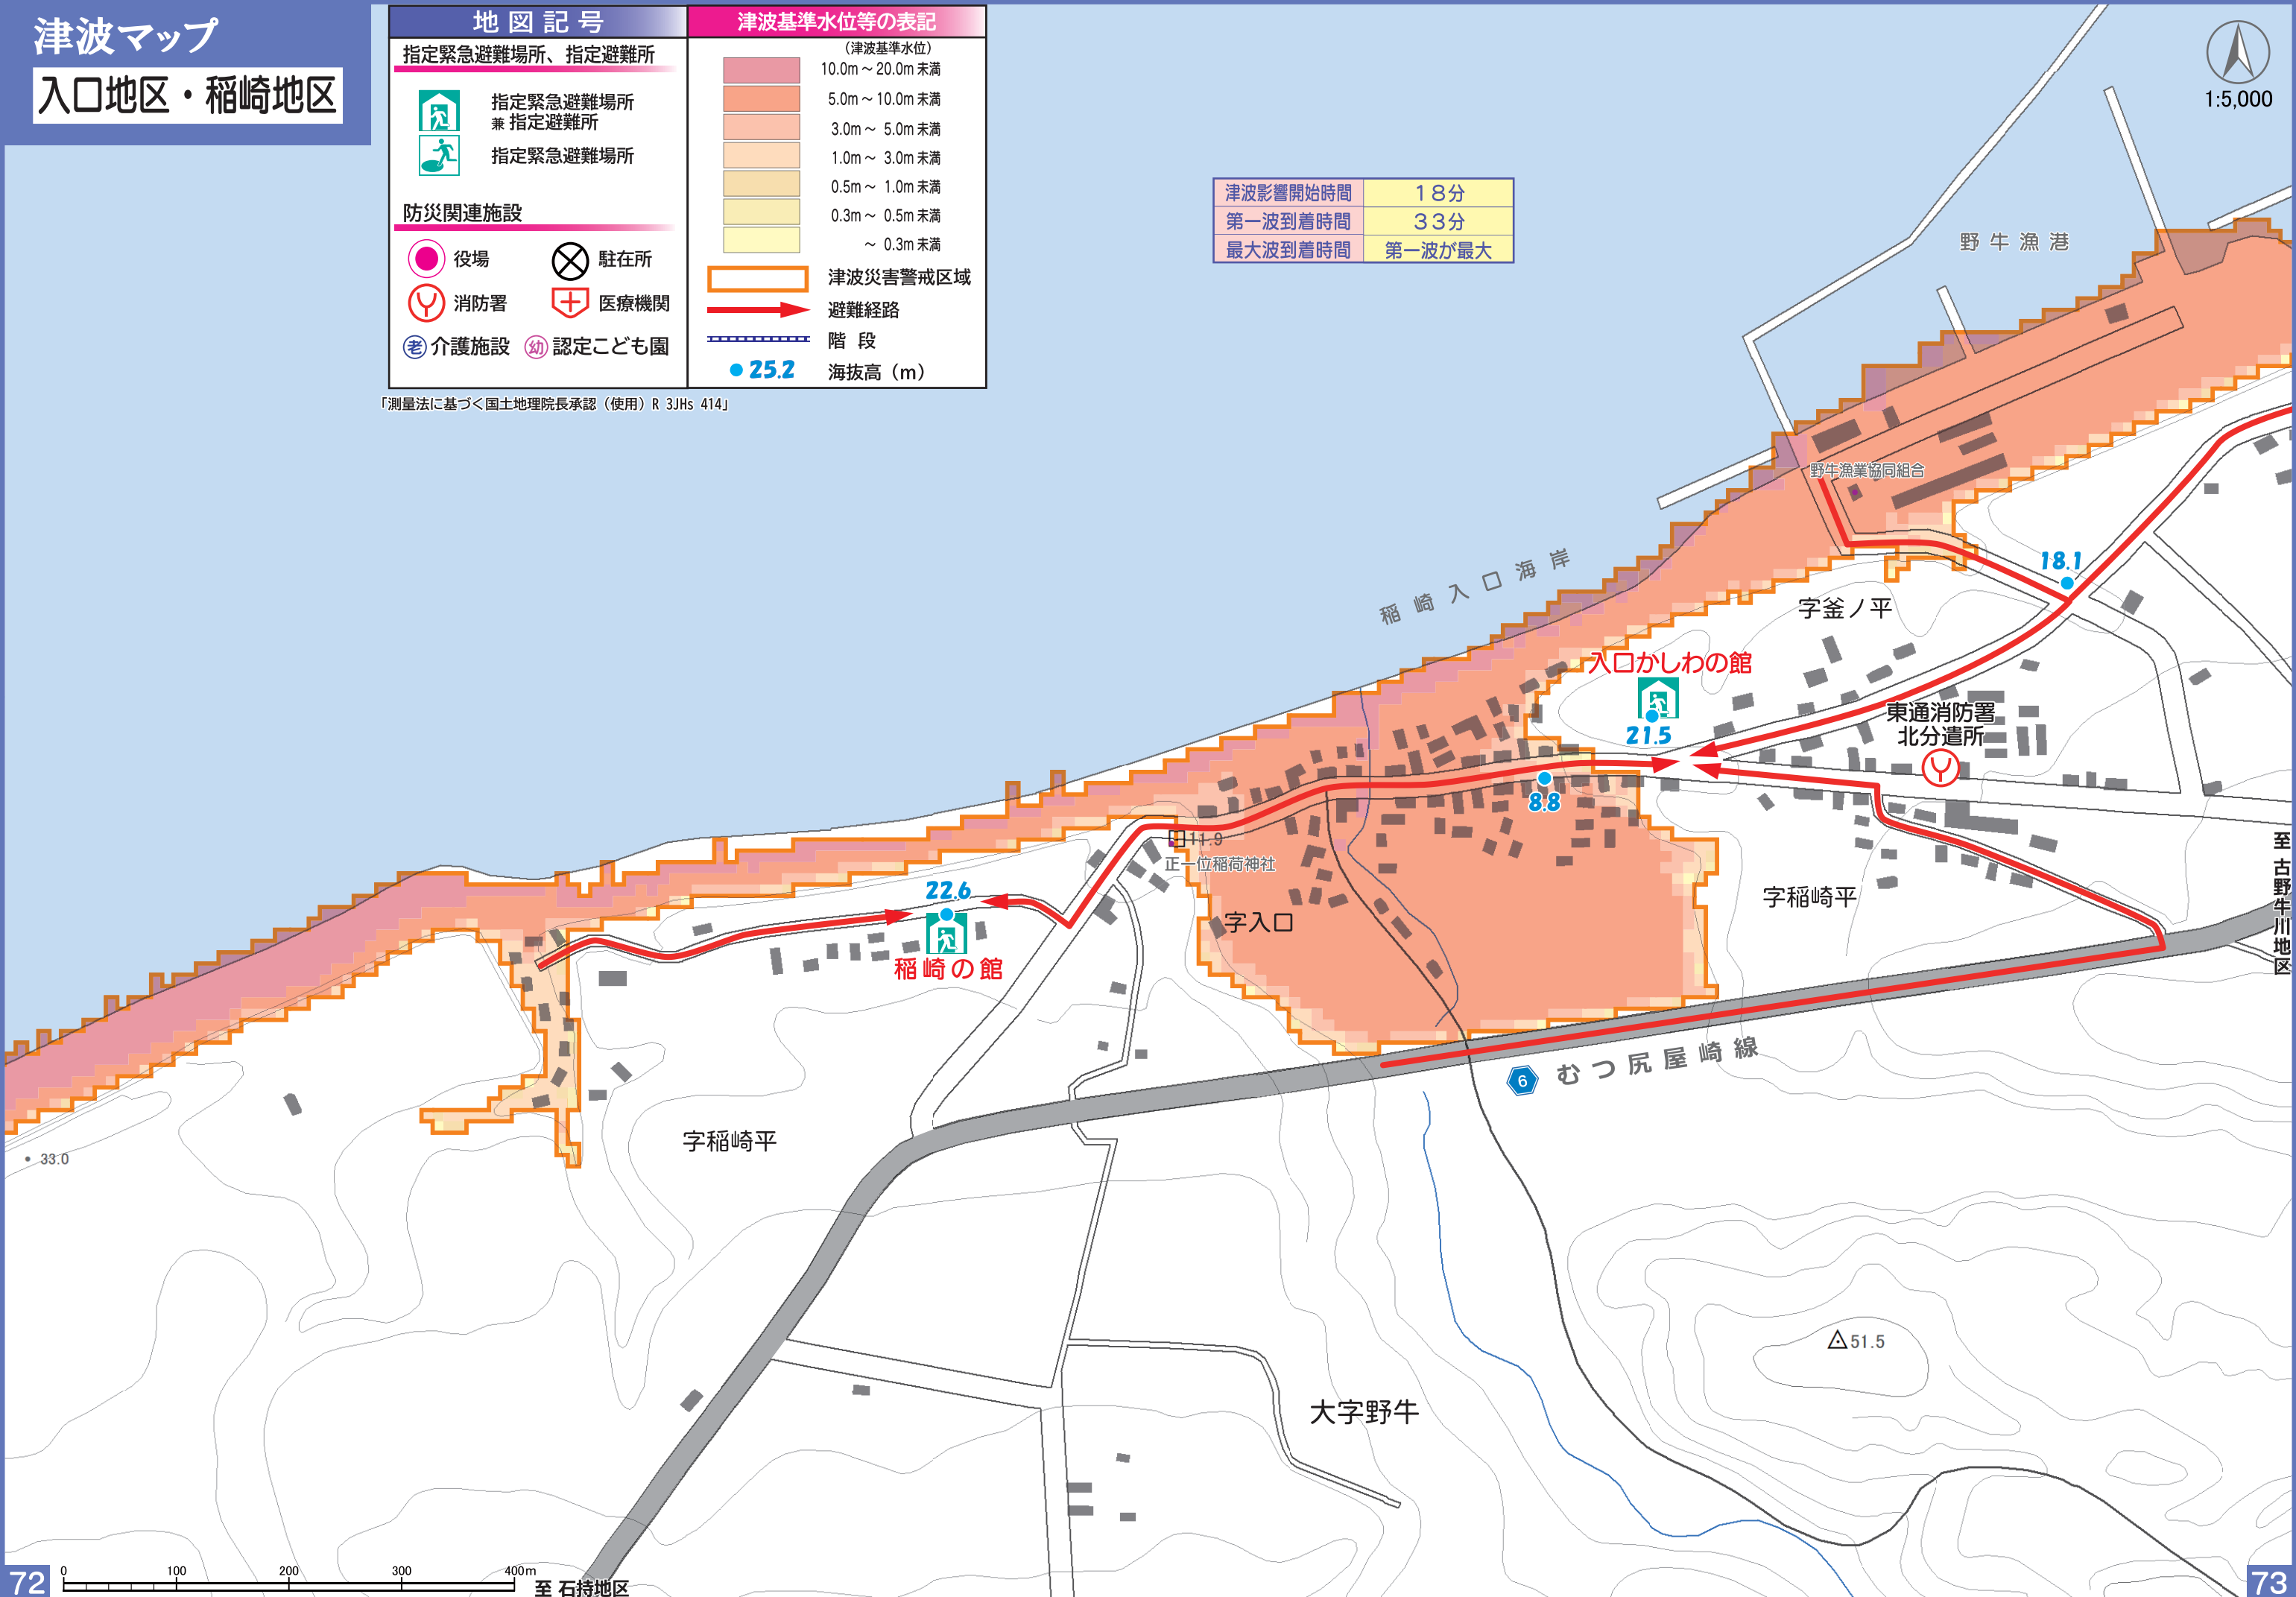 津波マップ
入口地区・稲崎地区
地図記号
指定緊急避難場所、指定避難所
指定緊急避難場所
兼 指定避難所
指定緊急避難場所
防災関連施設
役場
駐在所
消防署
医療機関
老 介護施設
幼 認定こども園
津波基準水位等の表記
（津波基準水位）
10.0m～20.0m 未満
5.0m～10.0m 未満
3.0m～ 5.0m 未満
1.0m～ 3.0m 未満
0.5m～ 1.0m 未満
0.3m～ 0.5m 未満
～ 0.3m 未満
津波災害警戒区域
避難経路
階 段
25.2 海抜高（m）
「測量法に基づく国土地理院長承認（使用）R 3JHs 414」
津波影響開始時間 １８分
第一波到着時間 ３３分
最大波到着時間 第一波が最大
1:5,000
野牛漁港
野牛漁業協同組合
稲崎入口海岸
18.1
字釜ノ平
入口かしわの館
21.5
東通消防署
北分遣所
8.8
11.9
正一位稲荷神社
22.6
稲崎の館
字入口
字稲崎平
至 古野牛川地区
6 むつ尻屋崎線
字稲崎平
33.0
51.5
大字野牛
0 100 200 300 400m
至 石持地区
72
73